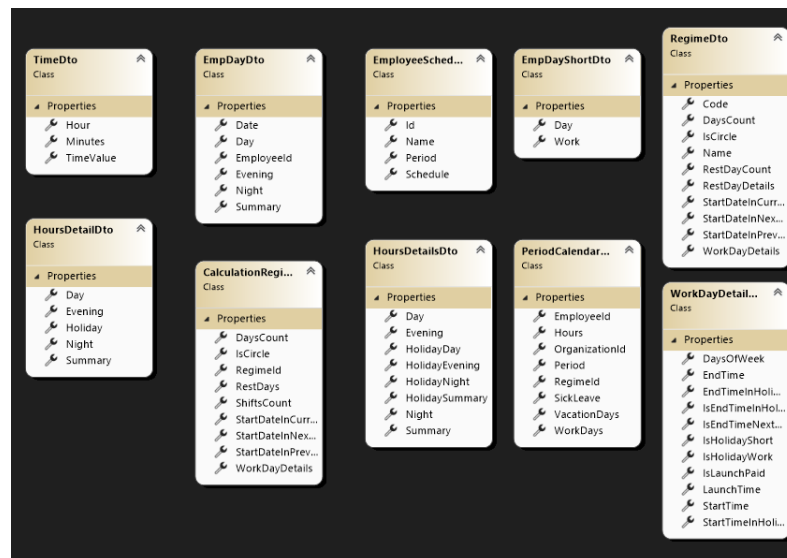 TimeDto
Class
Properties
Hour
Minutes
TimeValue
EmpDayDto
Class
Properties
Date
Day
EmployeeId
Evening
Night
Summary
EmployeeSched...
Class
Properties
Id
Name
Period
Schedule
EmpDayShortDto
Class
Properties
Day
Work
RegimeDto
Class
Properties
Code
DaysCount
IsCircle
Name
RestDayCount
RestDayDetails
StartDateInCurr...
StartDateInNex...
StartDateInPrev...
WorkDayDetails
HoursDetailDto
Class
Properties
Day
Evening
Holiday
Night
Summary
CalculationRegi...
Class
Properties
DaysCount
IsCircle
RegimeId
RestDays
ShiftsCount
StartDateInCurr...
StartDateInNex...
StartDateInPrev...
WorkDayDetails
HoursDetailsDto
Class
Properties
Day
Evening
HolidayDay
HolidayEvening
HolidayNight
HolidaySummary
Night
Summary
PeriodCalendar...
Class
Properties
EmployeeId
Hours
OrganizationId
Period
RegimeId
SickLeave
VacationDays
WorkDays
WorkDayDetail...
Class
Properties
DaysOfWeek
EndTime
EndTimeInHoli...
IsEndTimeInHol...
IsEndTimeNext...
IsHolidayShort
IsHolidayWork
IsLaunchPaid
LaunchTime
StartTime
StartTimeInHoli...